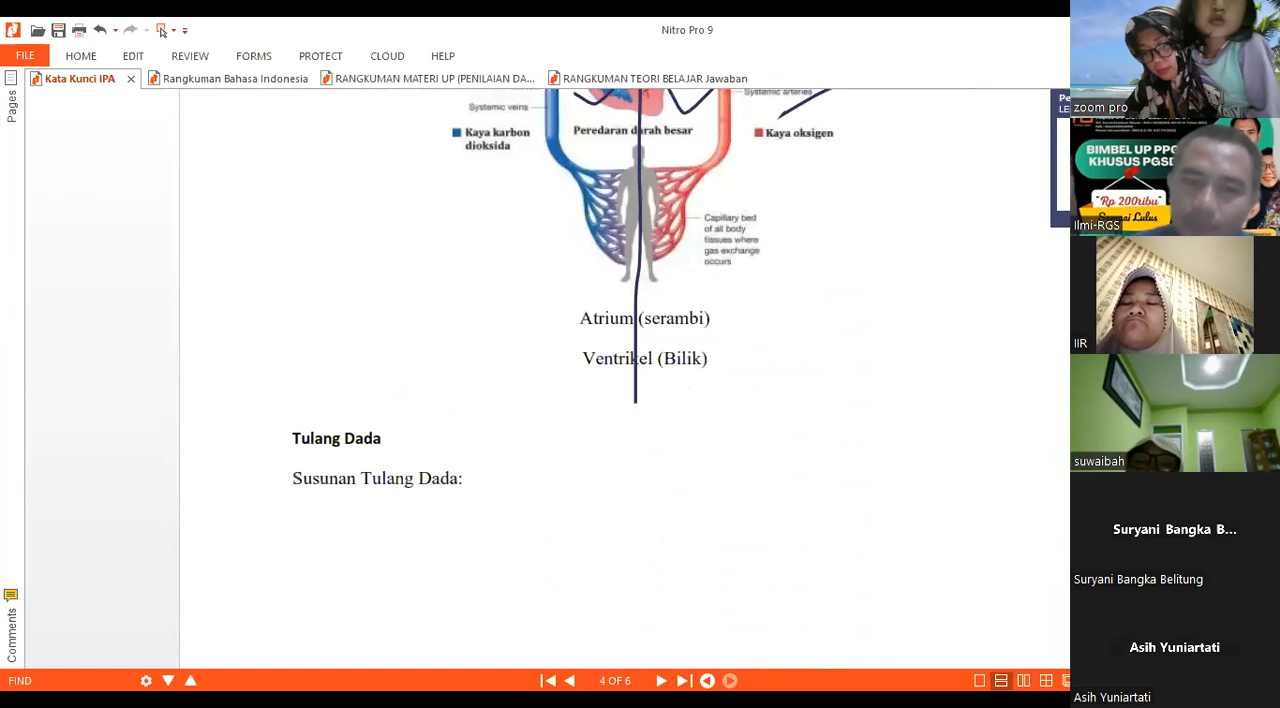 Nitro Pro 9
FILE HOME EDIT REVIEW FORMS PROTECT CLOUD HELP
Kata Kunci IPA × Rangkuman Bahasa Indonesia RANGKUMAN MATERI UP (PENILAIAN DA... RANGKUMAN TEORI BELAJAR Jawaban
Pages
Systemic veins
Systemic arteries
Kaya karbon
dioksida
Peredaran darah besar
Kaya oksigen
Capillary bed
of all body
tissues where
gas exchange
occurs
Atrium (serambi)
Ventrikel (Bilik)
Tulang Dada
Susunan Tulang Dada:
Comments
FIND
4 OF 6
zoom pro
BIMBEL UP PPG
KHUSUS PGSD
Rp 200ribu
Sampai Lulus
Ilmi-RGS
IIR
suwaibah
Suryani Bangka B...
Suryani Bangka Belitung
Asih Yuniartati
Asih Yuniartati